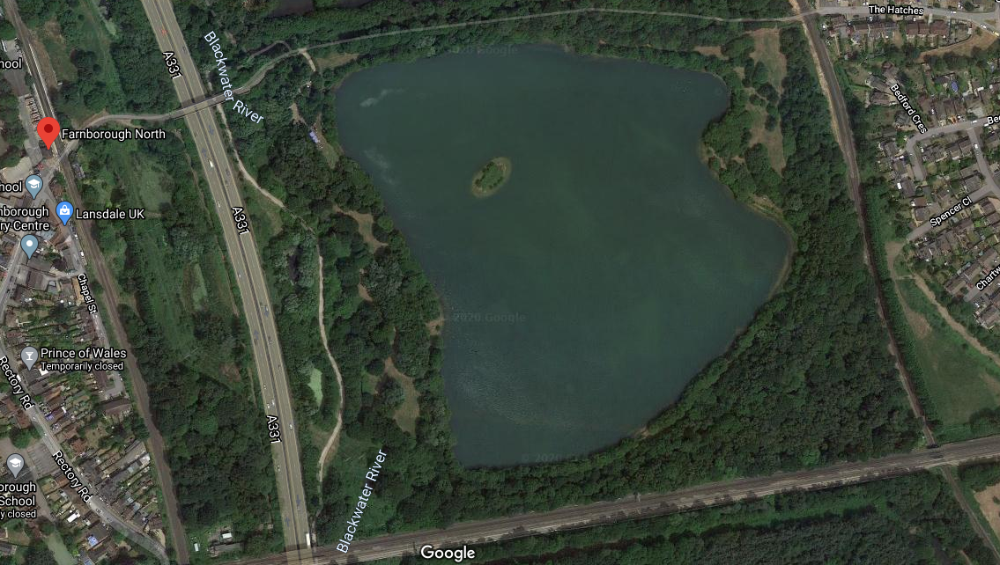 The Hatches
hool
A331
Blackwater River
Bedford Cres
Be
Farnborough North
hool
nborough
ry Centre
Lansdale UK
A331
Spencer Cl
Chapel St
Chartw
© 2020 Google
Prince of Wales
Temporarily closed
Rectory Rd
A331
Rectory Rd
Blackwater River
orough
School
y closed
Google